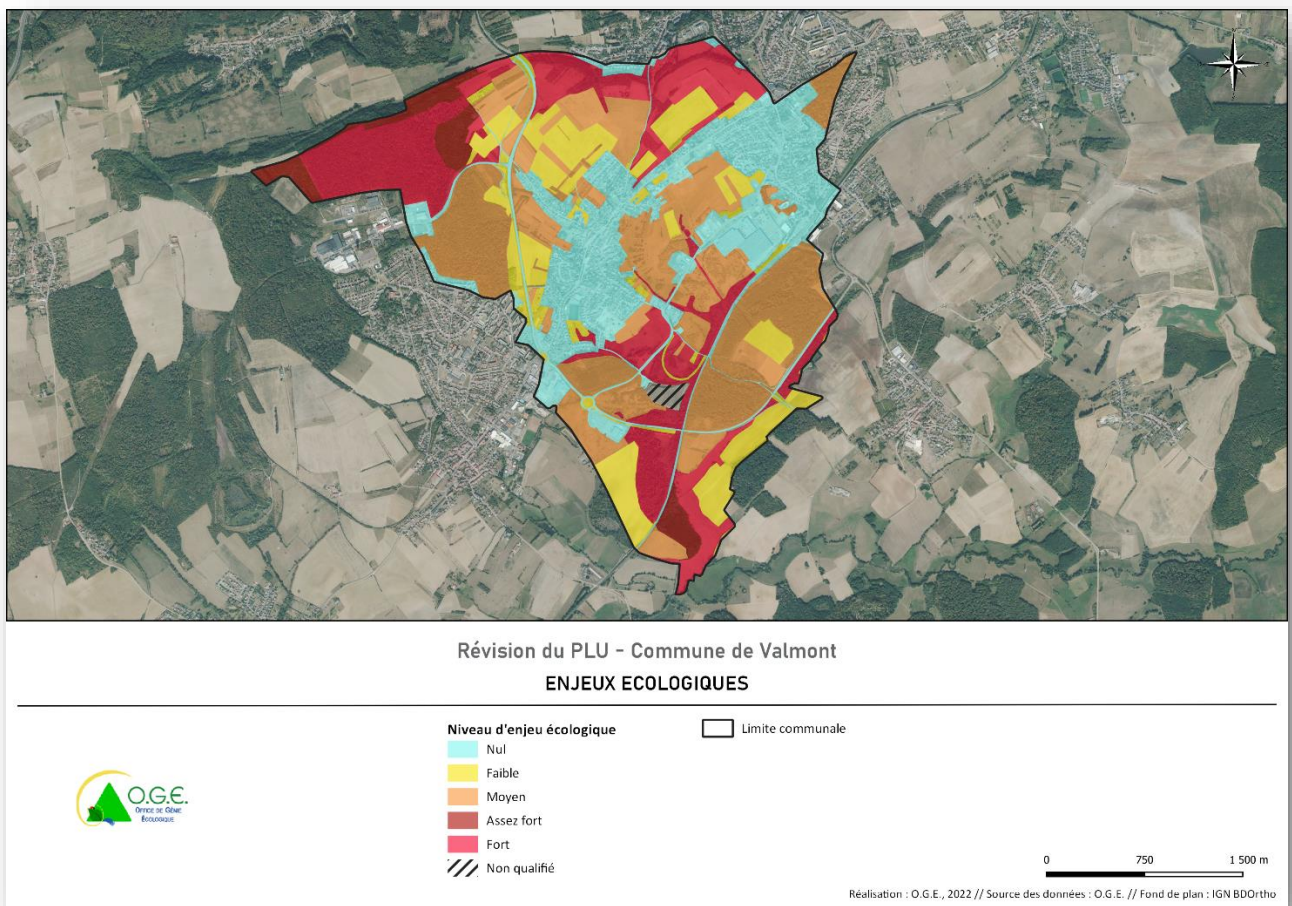 Révision du PLU - Commune de Valmont
ENJEUX ECOLOGIQUES
Niveau d'enjeu écologique
Nul
Faible
Moyen
Assez fort
Fort
Non qualifié
Limite communale
O.G.E.
Office de Génie
Écologique
0 750 1 500 m
Réalisation : O.G.E., 2022 // Source des données : O.G.E. // Fond de plan : IGN BDOrtho